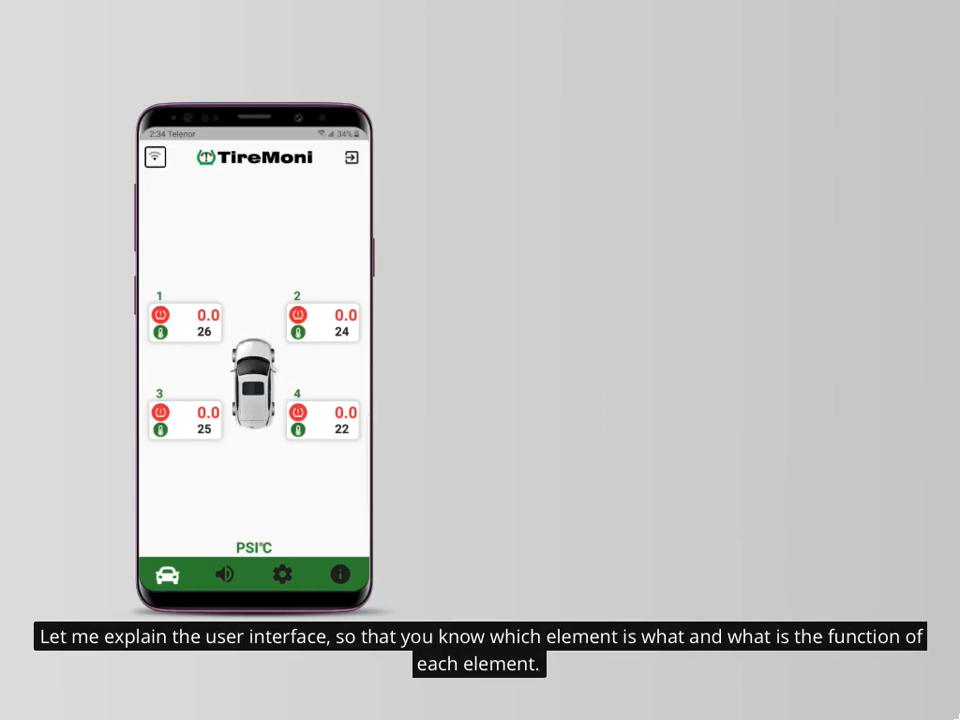 2:34 Telenor
34%
TireMoni
1
2
0.0
0.0
26
24
3
4
0.0
0.0
25
22
PSI°C
Let me explain the user interface, so that you know which element is what and what is the function of
each element.